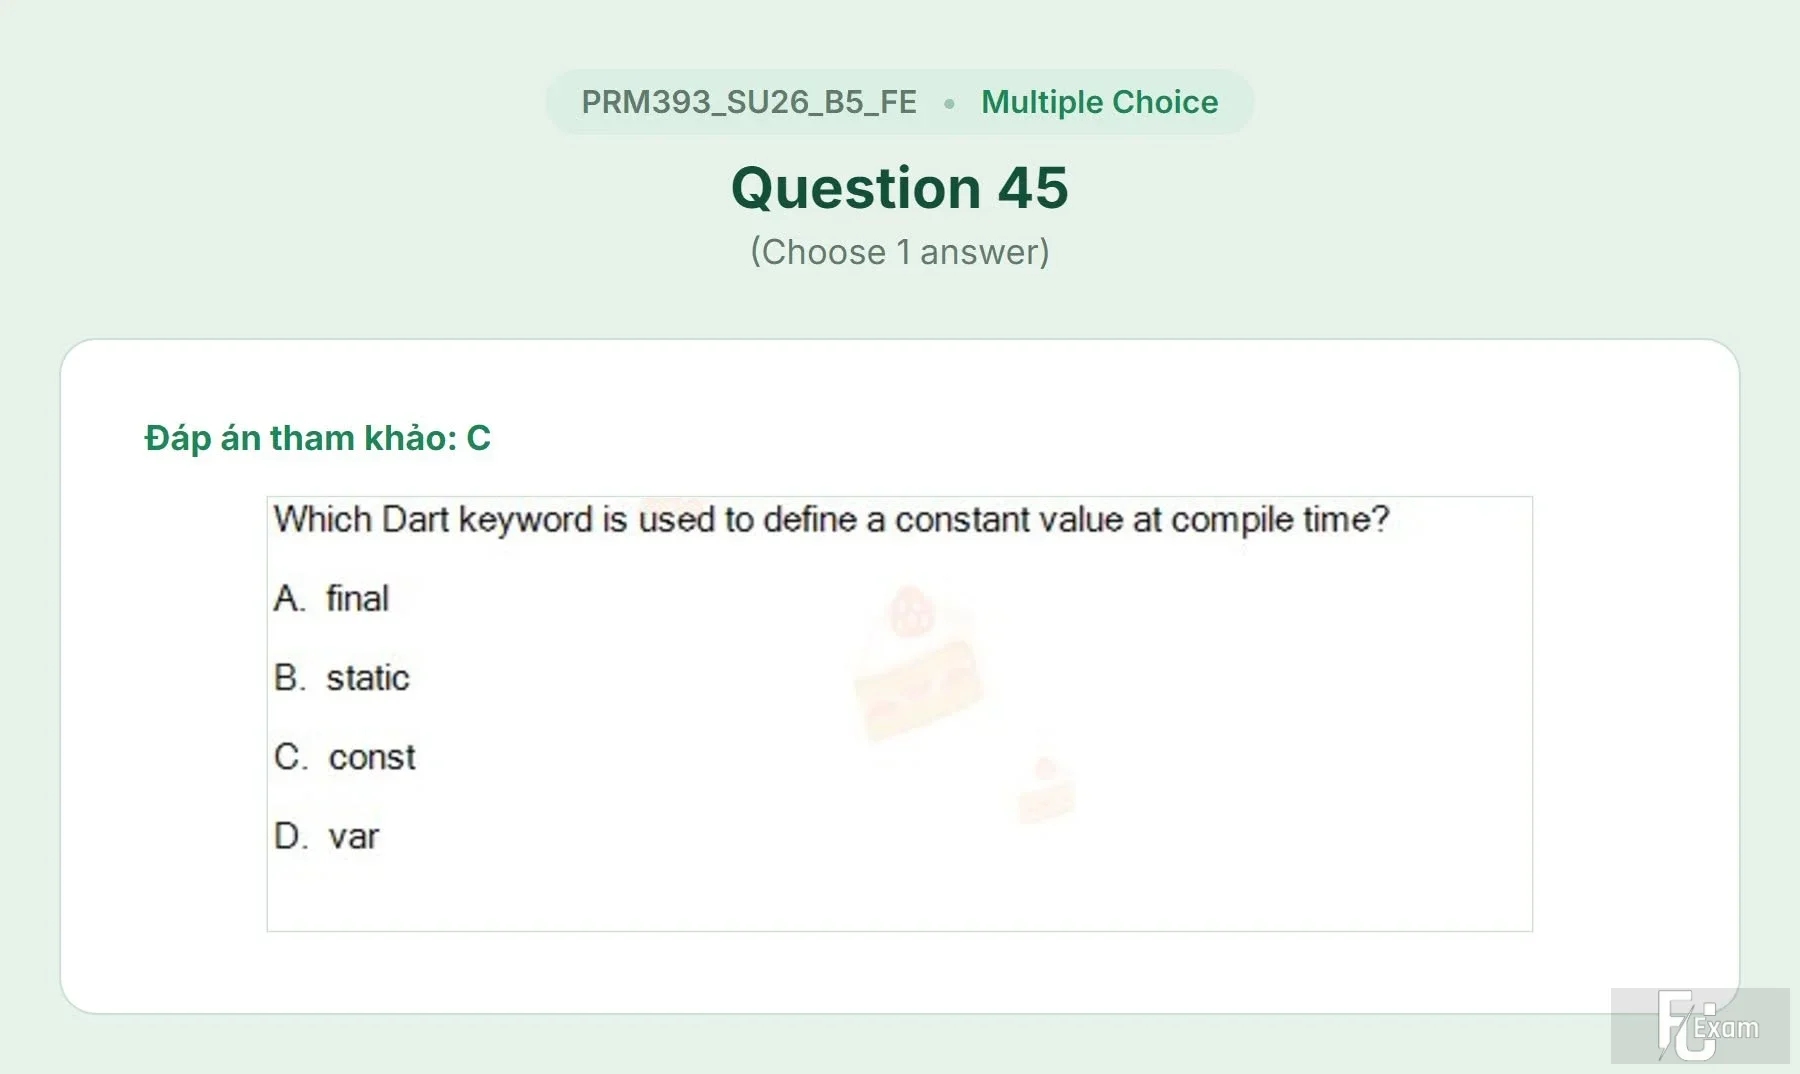 PRM393_SU26_B5_FE • Multiple Choice
Question 45
(Choose 1 answer)
Đáp án tham khảo: C
Which Dart keyword is used to define a constant value at compile time?
A. final
B. static
C. const
D. var
FU Exam